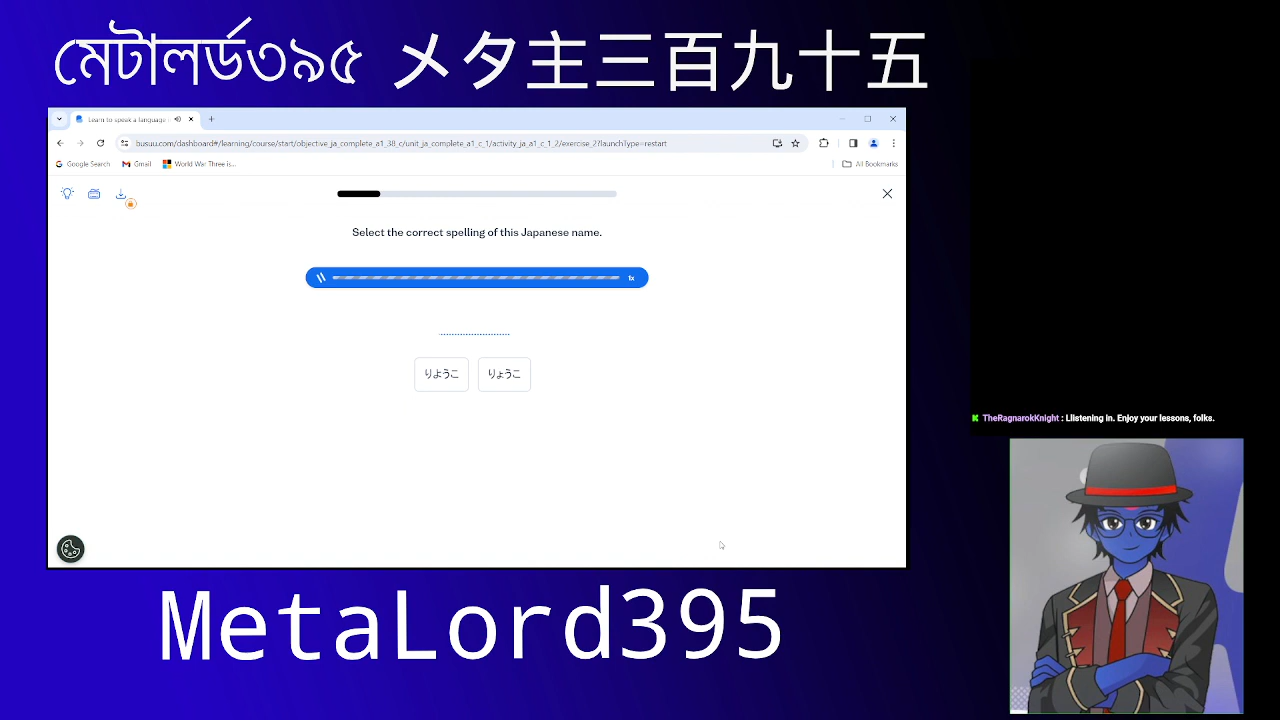 মেটালর্ড৩৯৫ メタ主三百九十五
Learn to speak a language
busuu.com/dashboard#/learning/course/start/objective_ja_complete_a1_38_c/unit_ja_complete_a1_c_1/activity_ja_a1_c_1_2/exercise_2?launchType=restart
Google Search Gmail World War Three is... All Bookmarks
Select the correct spelling of this Japanese name.
1x
りようこ りょうこ
TheRagnarokKnight : Llistening in. Enjoy your lessons, folks.
MetaLord395